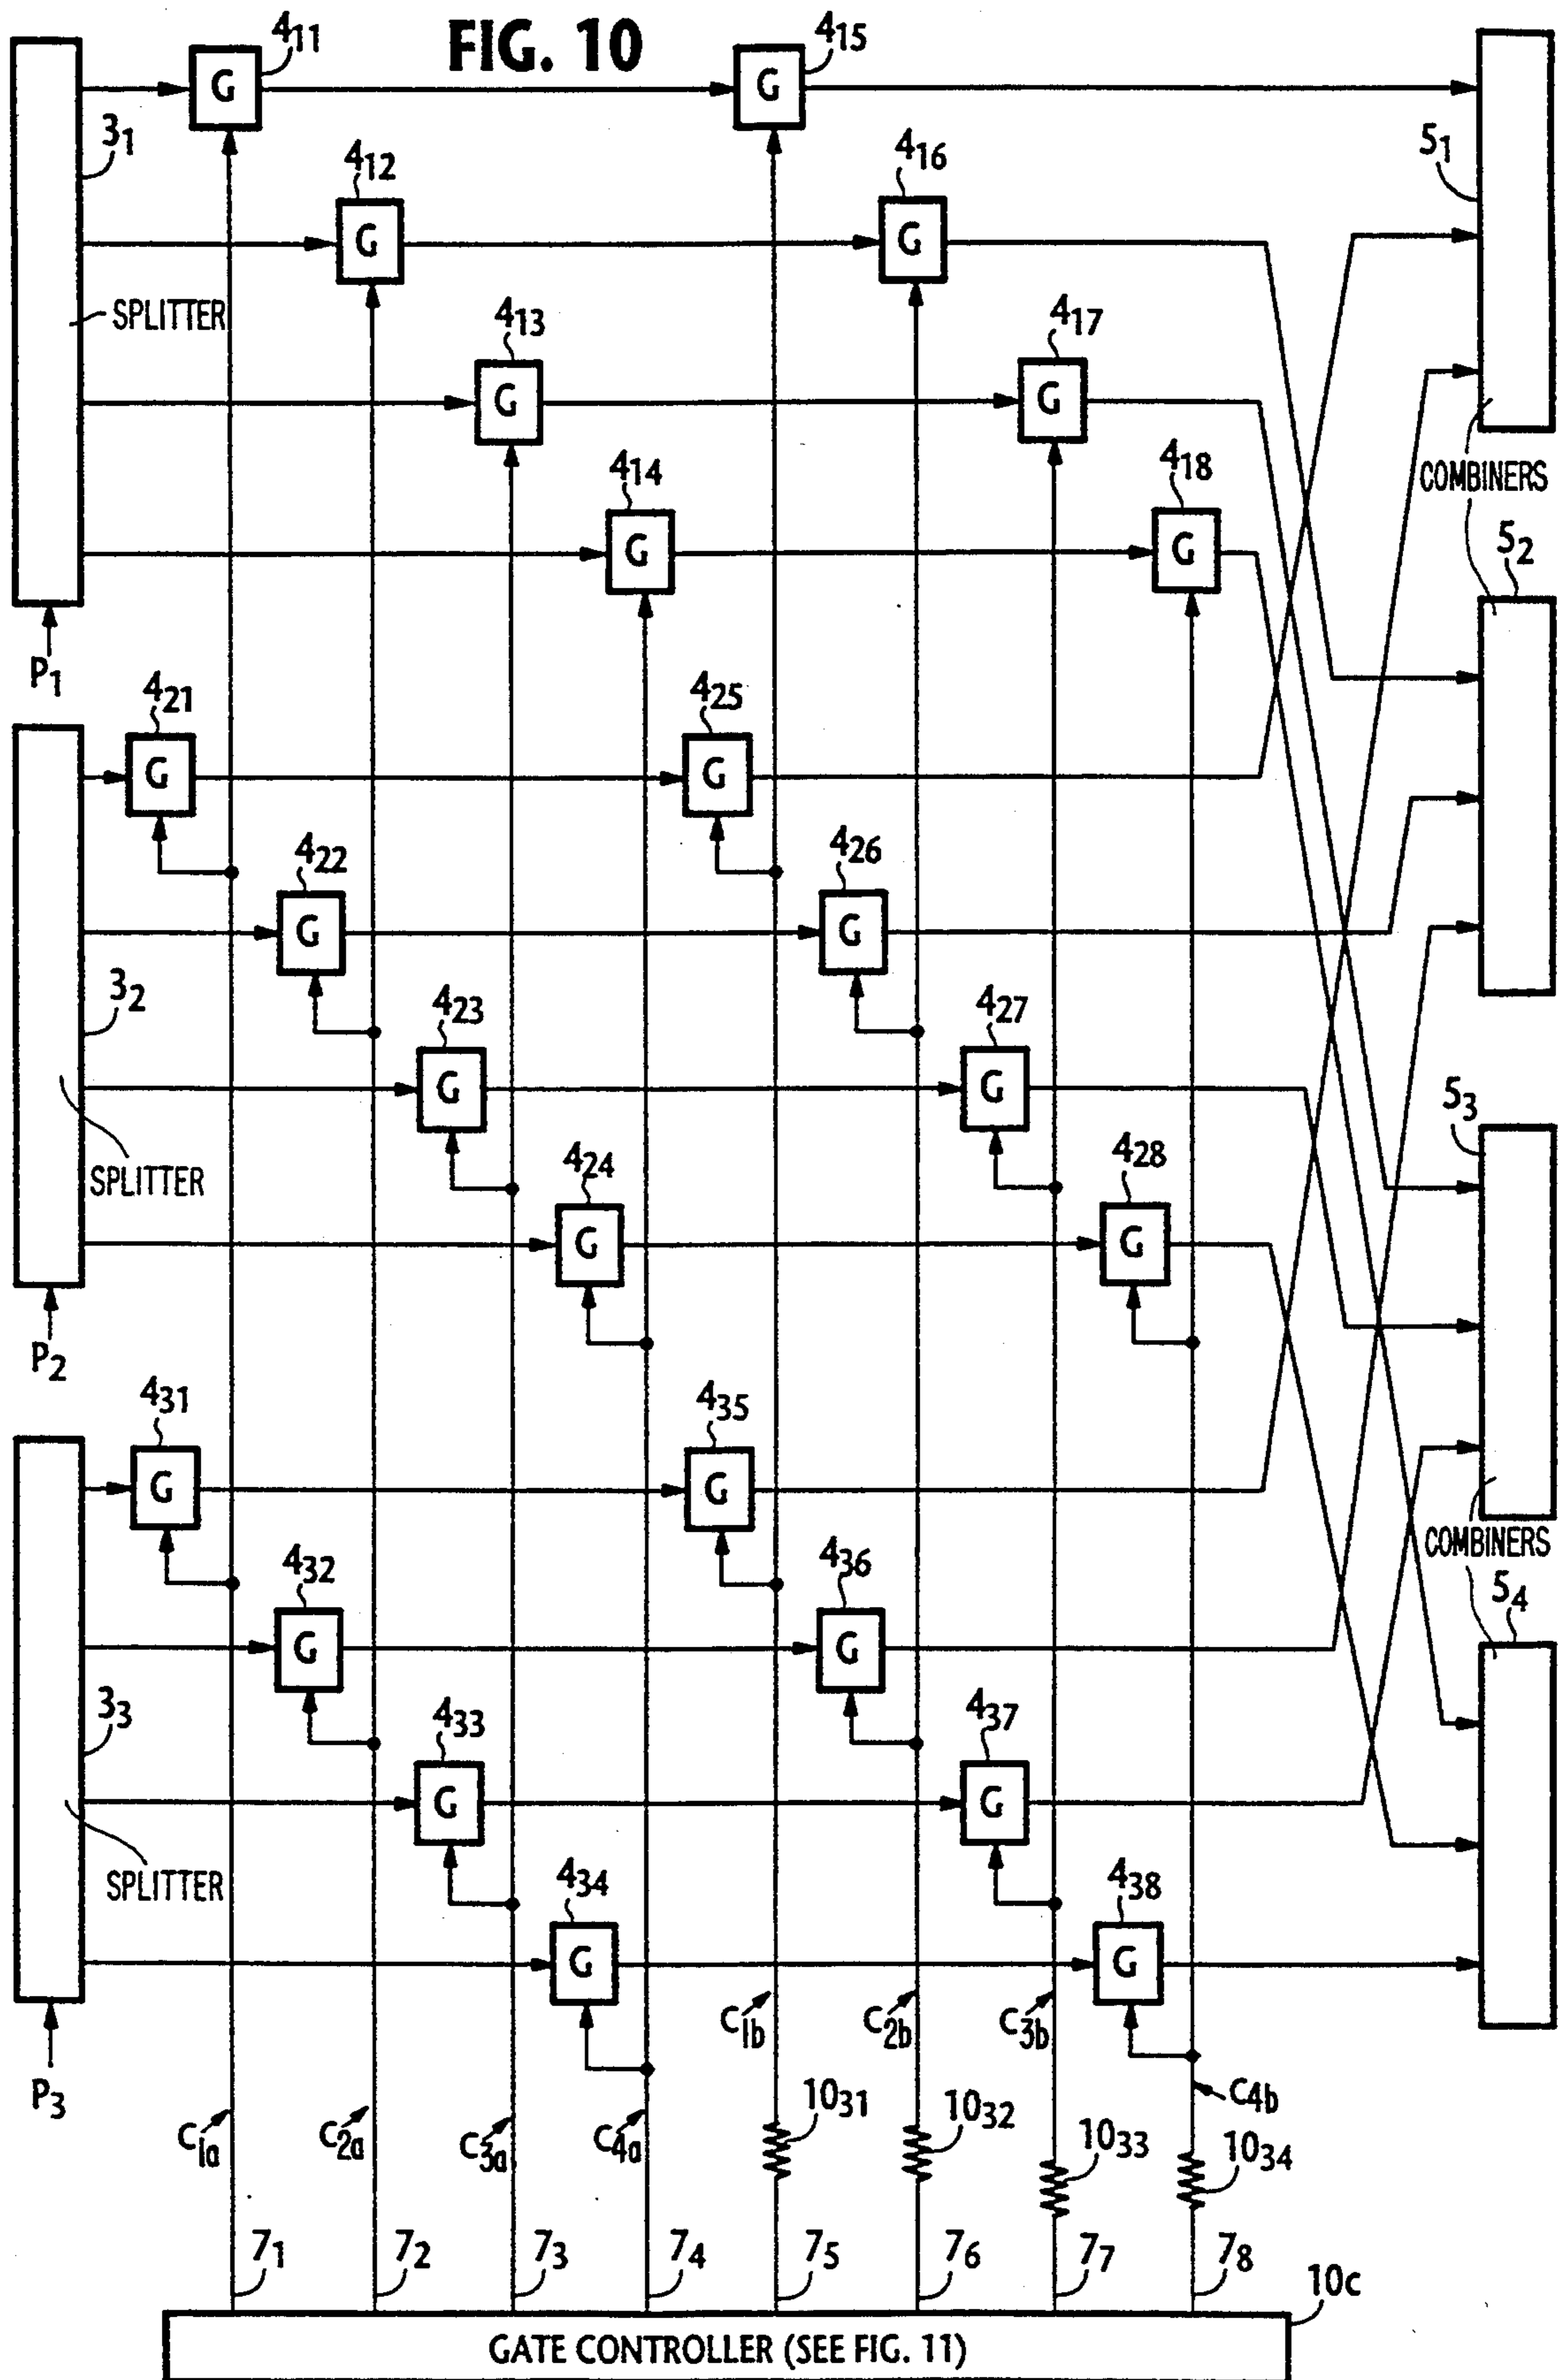 FIG. 10
4₁₁
4₁₅
G
G
3₁
5₁
4₁₂
4₁₆
G
G
SPLITTER
4₁₃
4₁₇
G
G
4₁₄
4₁₈
COMBINERS
G
G
5₂
P₁
4₂₁
4₂₅
G
G
4₂₂
4₂₆
G
G
3₂
4₂₃
4₂₇
G
G
5₃
SPLITTER
4₂₄
4₂₈
G
G
P₂
4₃₁
4₃₅
G
G
COMBINERS
4₃₂
4₃₆
5₄
G
G
3₃
4₃₃
4₃₇
G
G
SPLITTER
4₃₄
4₃₈
G
G
C1b
C2b
C3b
P₃
C4b
C1a
C2a
C3a
C4a
10₃₁
10₃₂
10₃₃
10₃₄
7₁
7₂
7₃
7₄
7₅
7₆
7₇
7₈
10c
GATE CONTROLLER (SEE FIG. 11)